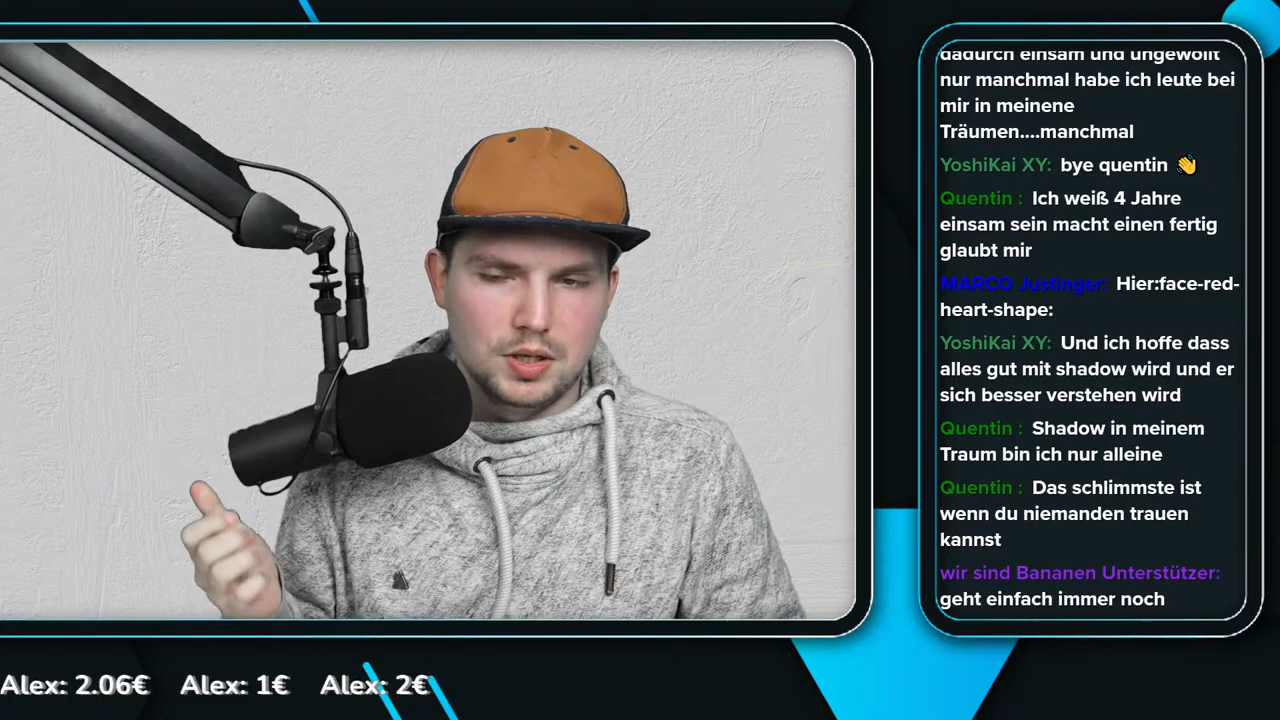 dadurch einsam und ungewollt
nur manchmal habe ich leute bei
mir in meinene
Träumen....manchmal
YoshiKai XY: bye quentin 👋
Quentin : Ich weiß 4 Jahre
einsam sein macht einen fertig
glaubt mir
MARCO Justinger: Hier:face-red-
heart-shape:
YoshiKai XY: Und ich hoffe dass
alles gut mit shadow wird und er
sich besser verstehen wird
Quentin : Shadow in meinem
Traum bin ich nur alleine
Quentin : Das schlimmste ist
wenn du niemanden trauen
kannst
wir sind Bananen Unterstützer:
geht einfach immer noch
Alex: 2.06€ Alex: 1€ Alex: 2€